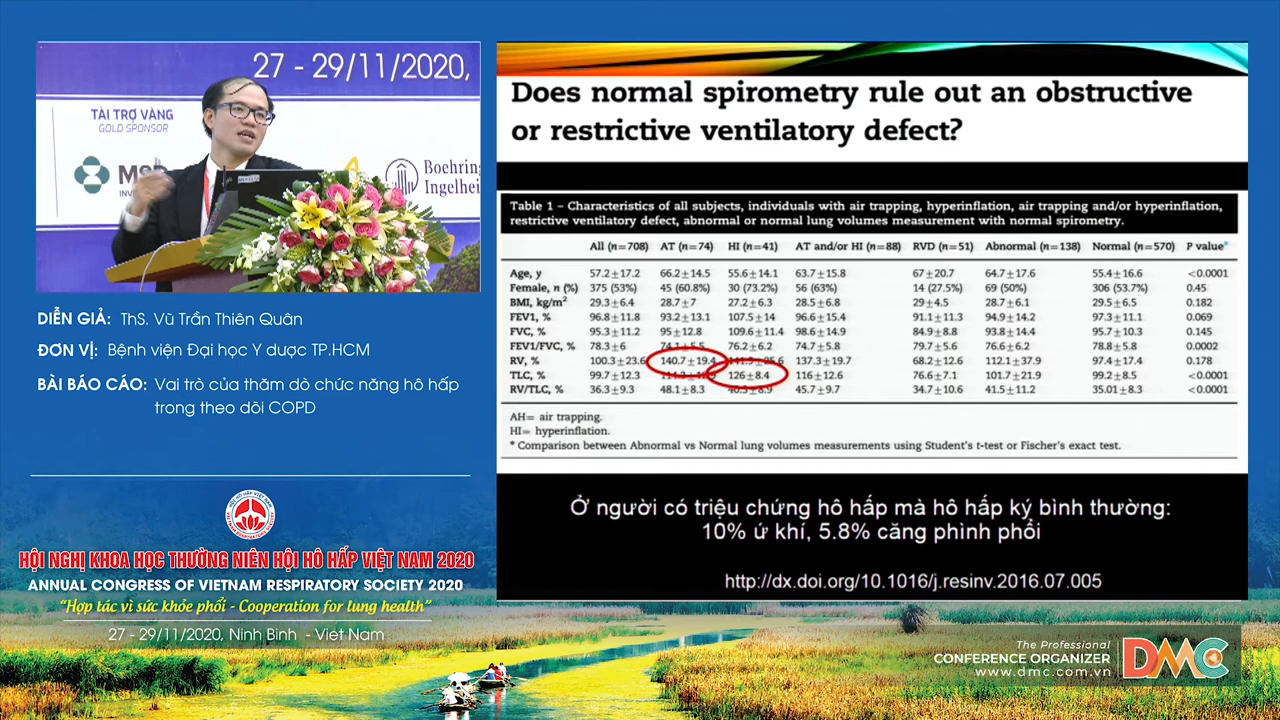 27 - 29/11/2020,
TÀI TRỢ VÀNG
GOLD SPONSOR
Boehring
Ingelhei
DIỄN GIẢ: ThS. Vũ Trần Thiên Quân
ĐƠN VỊ: Bệnh viện Đại học Y dược TP.HCM
BÀI BÁO CÁO: Vai trò của thăm dò chức năng hô hấp
trong theo dõi COPD
HỘI HÔ HẤP VIỆT NAM
HỘI NGHỊ KHOA HỌC THƯỜNG NIÊN HỘI HÔ HẤP VIỆT NAM 2020
ANNUAL CONGRESS OF VIETNAM RESPIRATORY SOCIETY 2020
“Hợp tác vì sức khỏe phổi - Cooperation for lung health”
27 - 29/11/2020, Ninh Bình - Việt Nam
Does normal spirometry rule out an obstructive
or restrictive ventilatory defect?
Table 1 – Characteristics of all subjects, individuals with air trapping, hyperinflation, air trapping and/or hyperinflation,
restrictive ventilatory defect, abnormal or normal lung volumes measurement with normal spirometry.
All (n=708) AT (n=74) HI (n=41) AT and/or HI (n=88) RVD (n=51) Abnormal (n=138) Normal (n=570) P value*
Age, y 57.2±17.2 66.2±14.5 55.6±14.1 63.7±15.8 67±20.7 64.7±17.6 55.4±16.6 <0.0001
Female, n (%) 375 (53%) 45 (60.8%) 30 (73.2%) 56 (63%) 14 (27.5%) 69 (50%) 306 (53.7%) 0.45
BMI, kg/m² 29.3±6.4 28.7±7 27.2±6.3 28.5±6.8 29±4.5 28.7±6.1 29.5±6.5 0.182
FEV1, % 96.8±11.8 93.2±13.1 107.5±14 96.6±15.4 91.1±11.3 94.9±14.2 97.3±11.1 0.069
FVC, % 95.3±11.2 95±12.8 109.6±11.4 98.6±14.9 84.9±8.8 93.8±14.4 95.7±10.3 0.145
FEV1/FVC, % 78.3±6 74.1±5.5 76.2±6.2 74.7±5.8 79.7±5.6 76.6±6.2 78.8±5.8 0.0002
RV, % 100.3±23.6 140.7±19.4 137.3±19.7 68.2±12.6 112.1±37.9 97.4±17.4 0.178
TLC, % 99.7±12.3 126±8.4 116±12.6 76.6±7.1 101.7±21.9 99.2±8.5 <0.0001
RV/TLC, % 36.3±9.3 48.1±8.3 40.3±8.9 45.7±9.7 34.7±10.6 41.5±11.2 35.01±8.3 <0.0001
AH= air trapping.
HI= hyperinflation.
* Comparison between Abnormal vs Normal lung volumes measurements using Student's t-test or Fischer's exact test.
Ở người có triệu chứng hô hấp mà hô hấp ký bình thường:
10% ứ khí, 5.8% căng phình phổi
http://dx.doi.org/10.1016/j.resinv.2016.07.005
The Professional
CONFERENCE ORGANIZER
www.dmc.com.vn
DMC